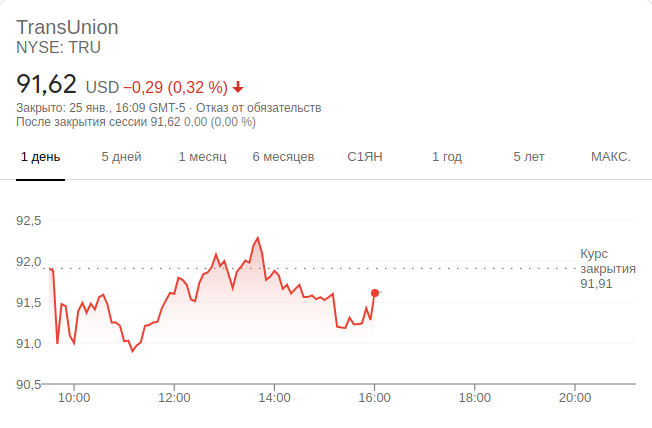 TransUnion
NYSE: TRU
91,62 USD −0,29 (0,32 %)
Закрыто: 25 янв., 16:09 GMT-5 · Отказ от обязательств
После закрытия сессии 91,62 0,00 (0,00 %)
1 день 5 дней 1 месяц 6 месяцев С1ЯН 1 год 5 лет МАКС.
92,5
92,0
91,5
91,0
90,5
Курс
закрытия
91,91
10:00 12:00 14:00 16:00 18:00 20:00